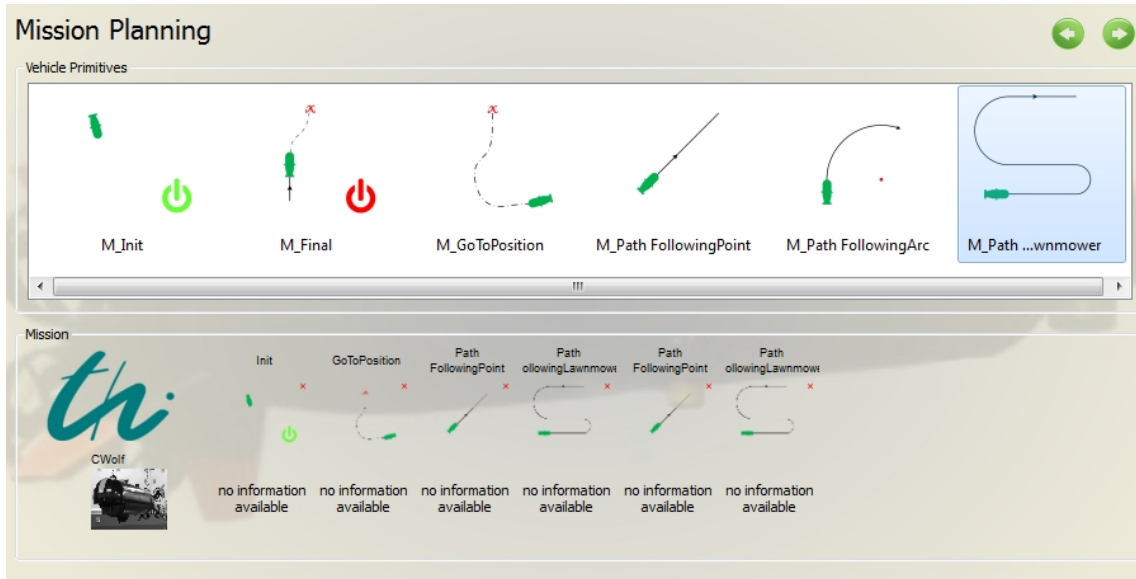 Mission Planning
Vehicle Primitives
M_Init
M_Final
M_GoToPosition
M_Path FollowingPoint
M_Path FollowingArc
M_Path ...wnmower
Mission
th
CWolf
Init
GoToPosition
Path
FollowingPoint
Path
ollowingLawnmowe
Path
FollowingPoint
Path
ollowingLawnmowe
no information
available
no information
available
no information
available
no information
available
no information
available
no information
available